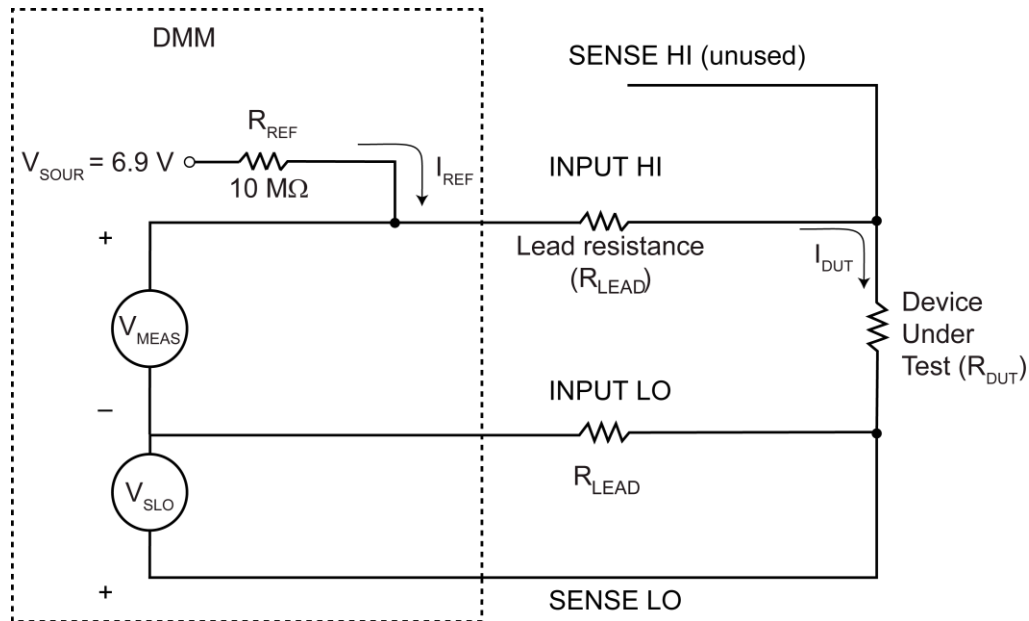 DMM
SENSE HI (unused)
R_REF
V_SOUR = 6.9 V
10 MΩ
I_REF
INPUT HI
+
Lead resistance
(R_LEAD)
I_DUT
V_MEAS
Device
Under
Test (R_DUT)
INPUT LO
–
R_LEAD
V_SLO
+
SENSE LO